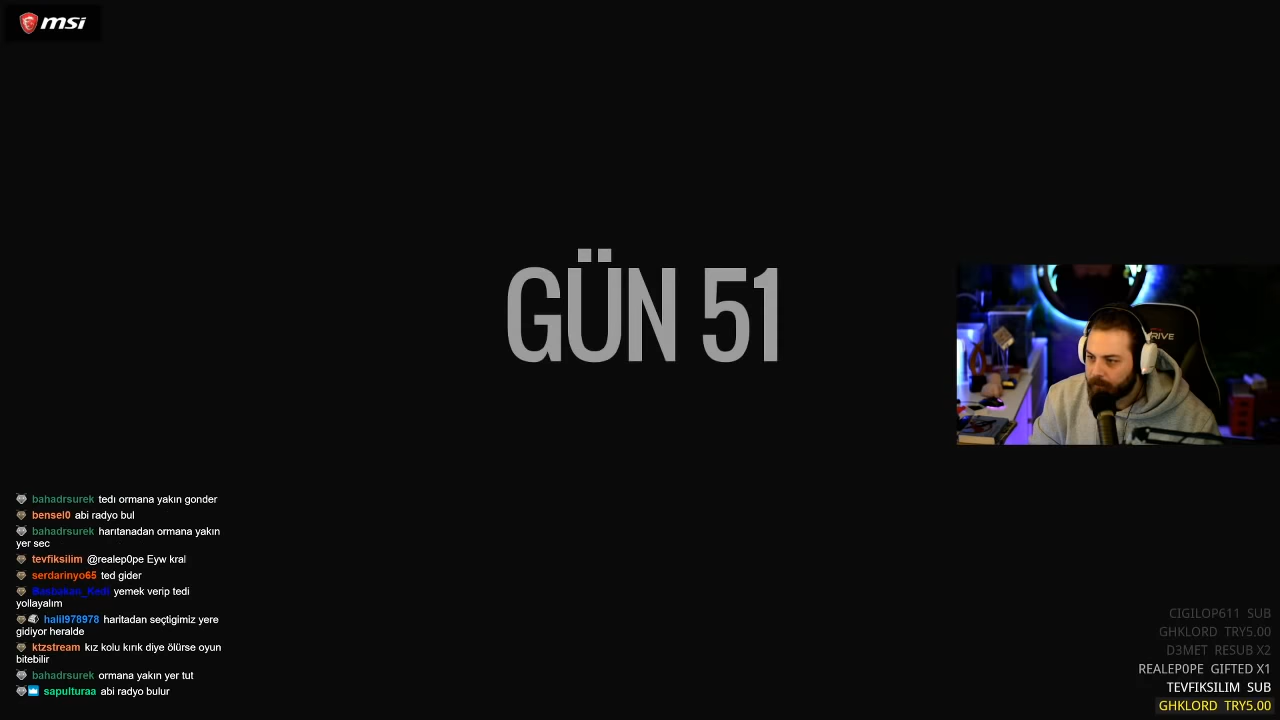 msi
GÜN 51
RIVE
bahadrsurek tedı ormana yakın gonder
bensel0 abi radyo bul
bahadrsurek harıtanadan ormana yakın
yer sec
tevfiksilim @realep0pe Eyw kral
serdarinyo65 ted gider
Basbakan_Kedi yemek verip tedi
yollayalım
halil978978 haritadan seçtigimiz yere
gidiyor heralde
ktzstream kız kolu kırık diye ölürse oyun
bitebilir
bahadrsurek ormana yakın yer tut
sapulturaa abi radyo bulur
CIGILOP611 SUB
GHKLORD TRY5.00
D3MET RESUB X2
REALEP0PE GIFTED X1
TEVFIKSILIM SUB
GHKLORD TRY5.00